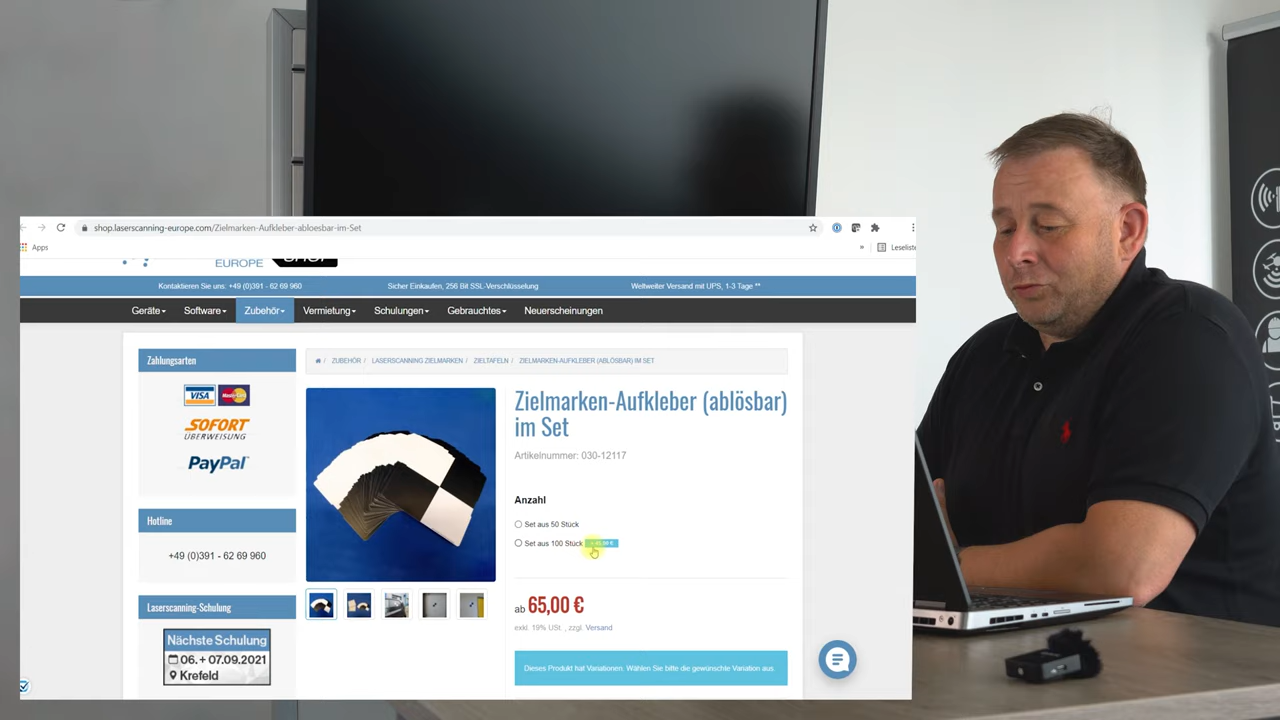 shop.laserscanning-europe.com/Zielmarken-Aufkleber-abloesbar-im-Set
Apps
»
Leseliste
EUROPE
Kontaktieren Sie uns: +49 (0)391 - 62 69 960
Sicher Einkaufen, 256 Bit SSL-Verschlüsselung
Weltweiter Versand mit UPS, 1-3 Tage **
Geräte
Software
Zubehör
Vermietung
Schulungen
Gebrauchtes
Neuerscheinungen
Zahlungsarten
VISA
MasterCard
SOFORT
ÜBERWEISUNG
PayPal
Hotline
+49 (0)391 - 62 69 960
Laserscanning-Schulung
Nächste Schulung
06. + 07.09.2021
Krefeld
ZUBEHÖR / LASERSCANNING ZIELMARKEN / ZIELTAFELN / ZIELMARKEN-AUFKLEBER (ABLÖSBAR) IM SET
Zielmarken-Aufkleber (ablösbar)
im Set
Artikelnummer: 030-12117
Anzahl
Set aus 50 Stück
Set aus 100 Stück
ab 65,00 €
exkl. 19% USt. , zzgl. Versand
Dieses Produkt hat Variationen. Wählen Sie bitte die gewünschte Variation aus.